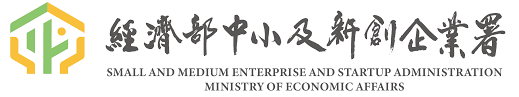 經濟部中小及新創企業署
SMALL AND MEDIUM ENTERPRISE AND STARTUP ADMINISTRATION
MINISTRY OF ECONOMIC AFFAIRS